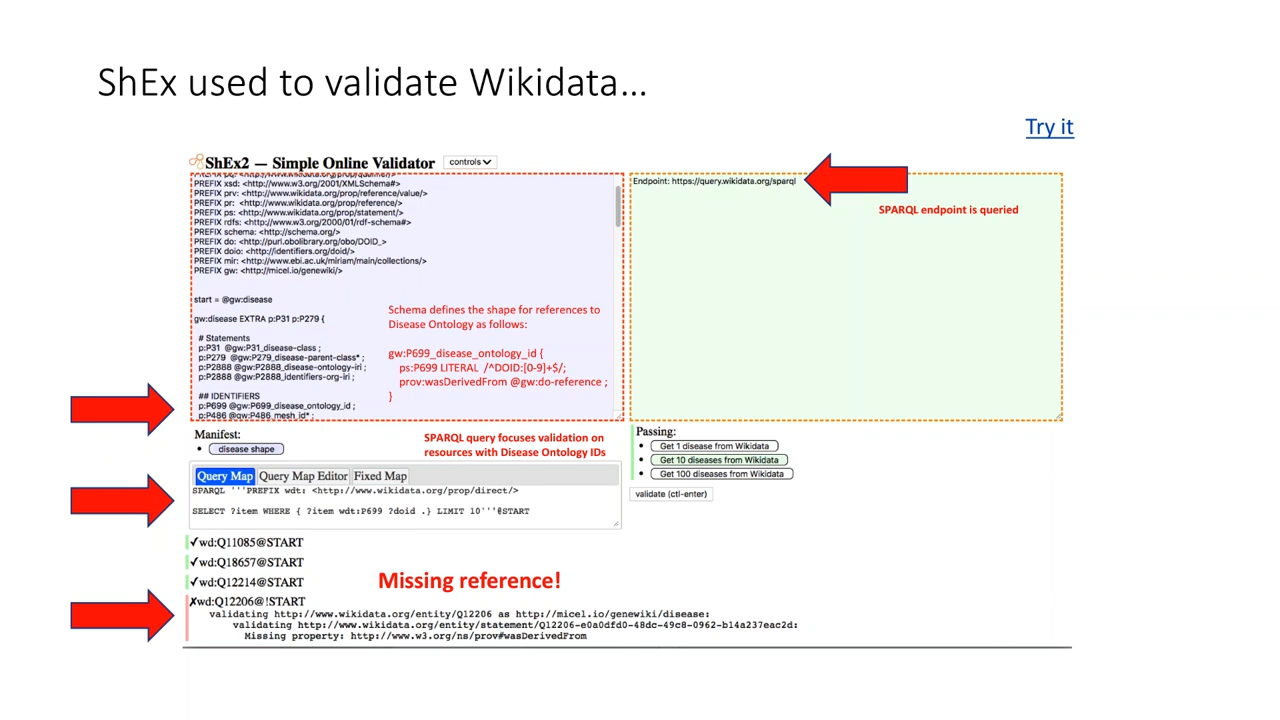 ShEx used to validate Wikidata…
Try it
ShEx2 — Simple Online Validator
controls
PREFIX xsd: <http://www.w3.org/2001/XMLSchema#>
PREFIX prv: <http://www.wikidata.org/prop/reference/value/>
PREFIX pr: <http://www.wikidata.org/prop/reference/>
PREFIX ps: <http://www.wikidata.org/prop/statement/>
PREFIX rdfs: <http://www.w3.org/2000/01/rdf-schema#>
PREFIX schema: <http://schema.org/>
PREFIX do: <http://purl.obolibrary.org/obo/DOID_>
PREFIX doio: <http://identifiers.org/doid/>
PREFIX mir: <http://www.ebi.ac.uk/miriam/main/collections/>
PREFIX gw: <http://micel.io/genewiki/>
start = @gw:disease
gw:disease EXTRA p:P31 p:P279 {
# Statements
p:P31 @gw:P31_disease-class ;
p:P279 @gw:P279_disease-parent-class* ;
p:P2888 @gw:P2888_disease-ontology-iri ;
p:P2888 @gw:P2888_identifiers-org-iri ;
## IDENTIFIERS
p:P699 @gw:P699_disease_ontology_id ;
p:P486 @gw:P486_mesh_id* ;
Schema defines the shape for references to
Disease Ontology as follows:
gw:P699_disease_ontology_id {
ps:P699 LITERAL /^DOID:[0-9]+$/;
prov:wasDerivedFrom @gw:do-reference ;
}
Endpoint: https://query.wikidata.org/sparql
SPARQL endpoint is queried
Manifest:
disease shape
SPARQL query focuses validation on
resources with Disease Ontology IDs
Passing:
Get 1 disease from Wikidata
Get 10 diseases from Wikidata
Get 100 diseases from Wikidata
validate (ctl-enter)
Query Map Query Map Editor Fixed Map
SPARQL '''PREFIX wdt: <http://www.wikidata.org/prop/direct/>
SELECT ?item WHERE { ?item wdt:P699 ?doid .} LIMIT 10'''@START
✓wd:Q11085@START
✓wd:Q18657@START
✓wd:Q12214@START
Missing reference!
✗wd:Q12206@!START
validating http://www.wikidata.org/entity/Q12206 as http://micel.io/genewiki/disease:
validating http://www.wikidata.org/entity/statement/Q12206-e0a0dfd0-48dc-49c8-0962-b14a237eac2d:
Missing property: http://www.w3.org/ns/prov#wasDerivedFrom